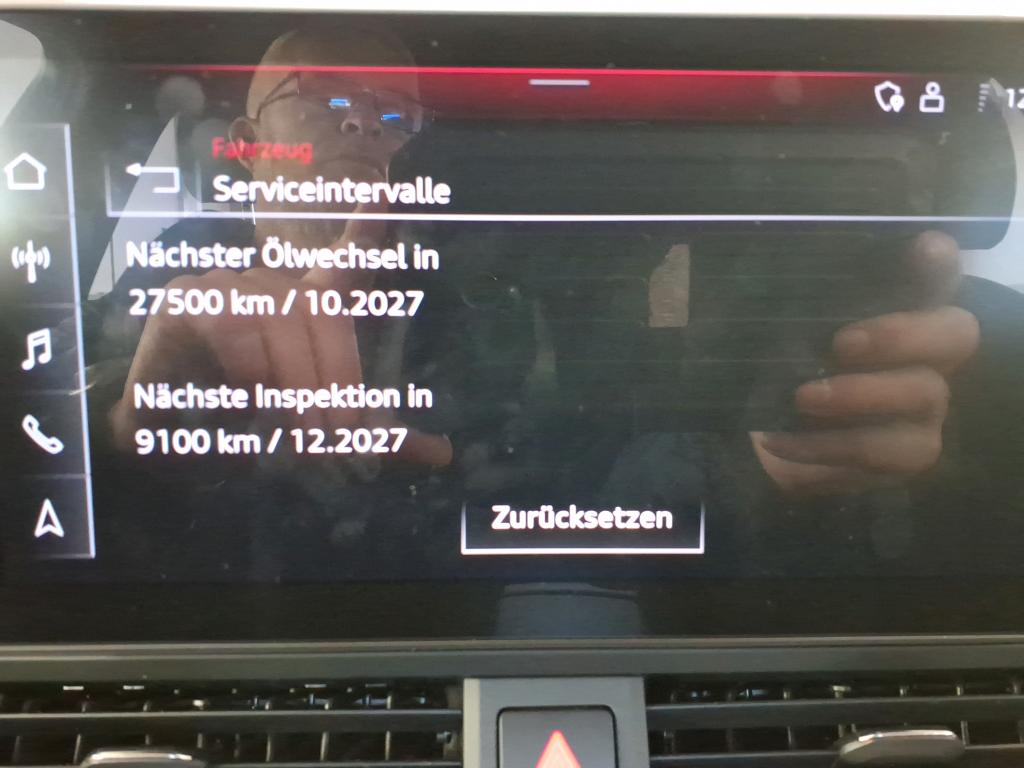 Fahrzeug
Serviceintervalle
Nächster Ölwechsel in
27500 km / 10.2027
Nächste Inspektion in
9100 km / 12.2027
Zurücksetzen